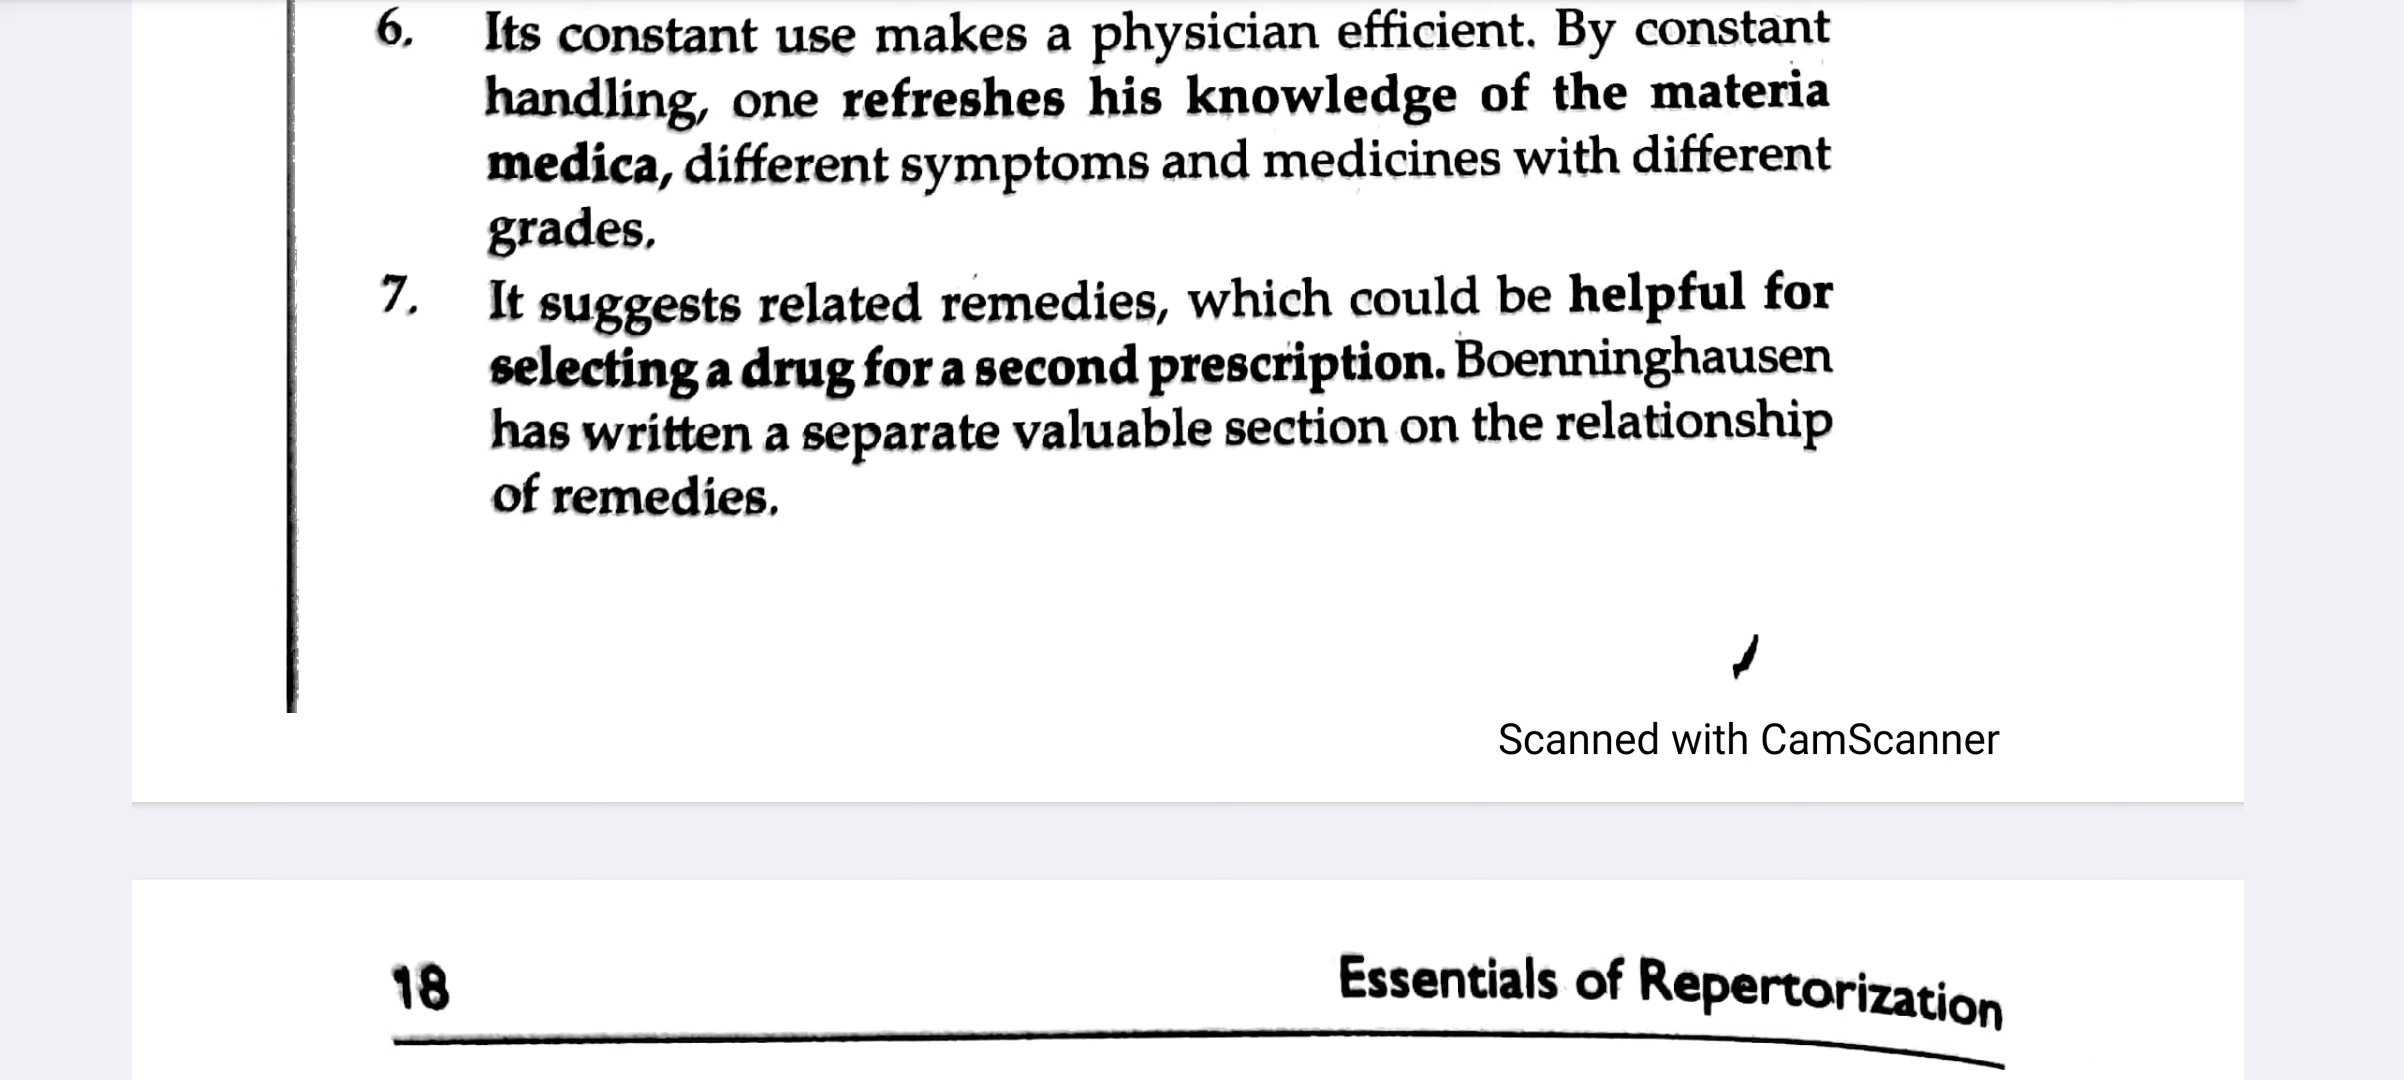 6. Its constant use makes a physician efficient. By constant
handling, one refreshes his knowledge of the materia
medica, different symptoms and medicines with different
grades.
7. It suggests related remedies, which could be helpful for
selecting a drug for a second prescription. Boenninghausen
has written a separate valuable section on the relationship
of remedies.
Scanned with CamScanner
18 Essentials of Repertorization